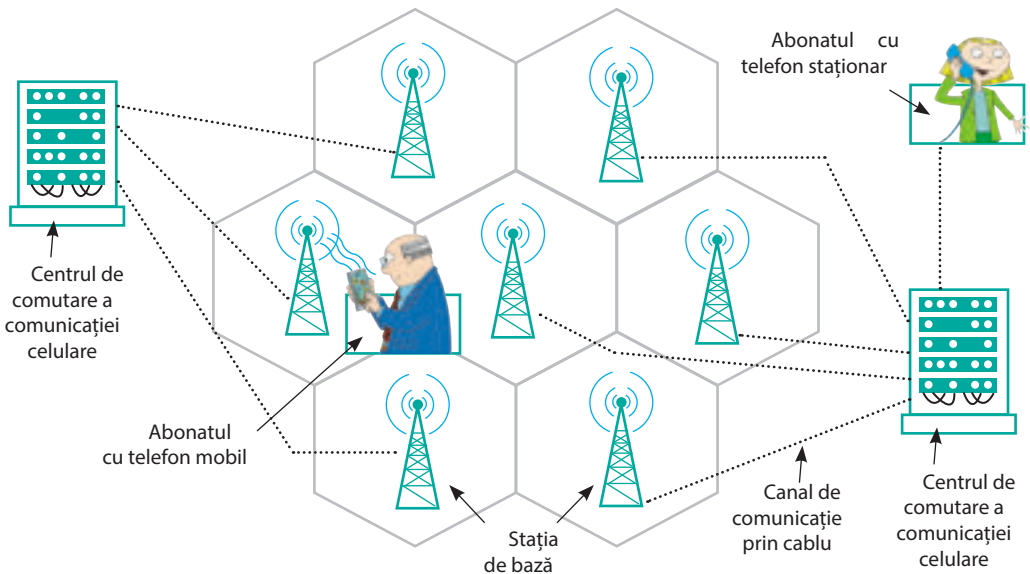 Abonatul cu
telefon staționar
Centrul de
comutare a
comunicației
celulare
Abonatul
cu telefon mobil
Stația
de bază
Canal de
comunicație
prin cablu
Centrul de
comutare a
comunicației
celulare